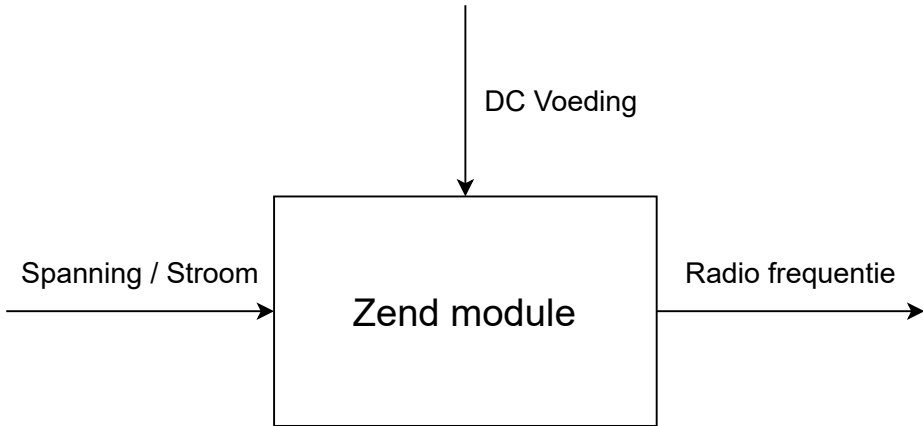 DC Voeding
Spanning / Stroom
Radio frequentie
Zend module